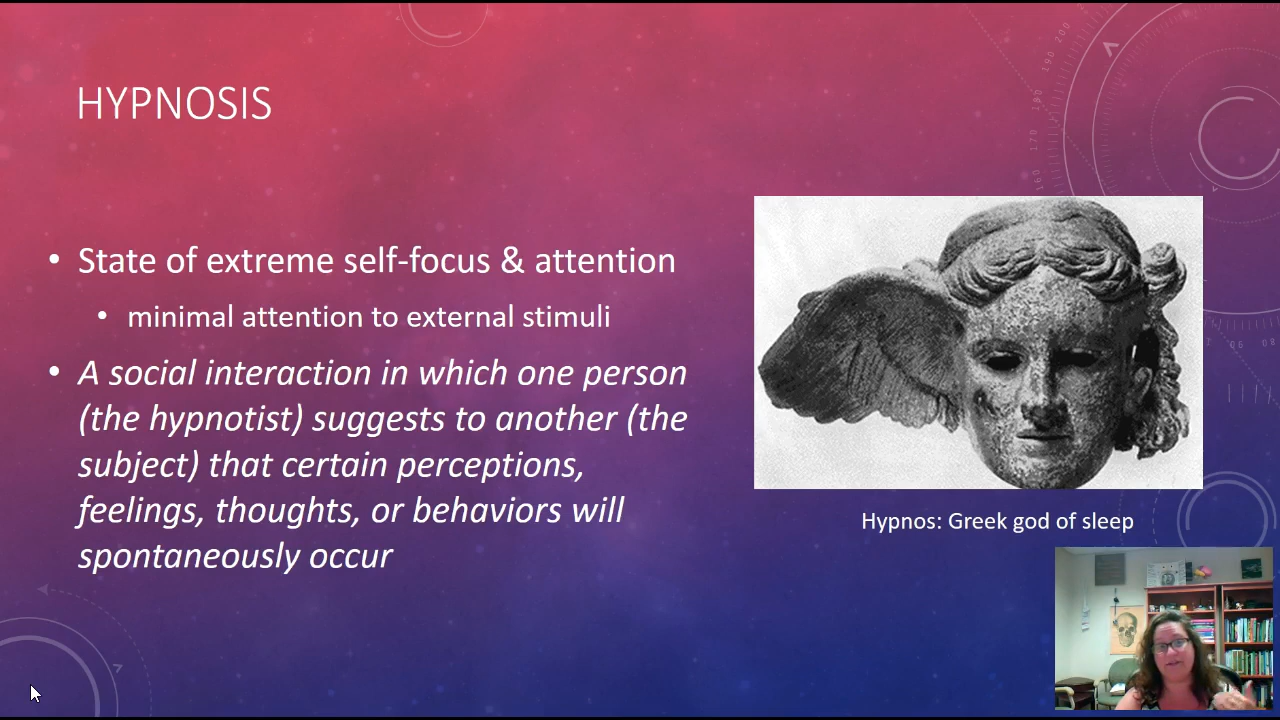 HYPNOSIS
• State of extreme self-focus & attention
• minimal attention to external stimuli
• A social interaction in which one person
(the hypnotist) suggests to another (the
subject) that certain perceptions,
feelings, thoughts, or behaviors will
spontaneously occur
Hypnos: Greek god of sleep